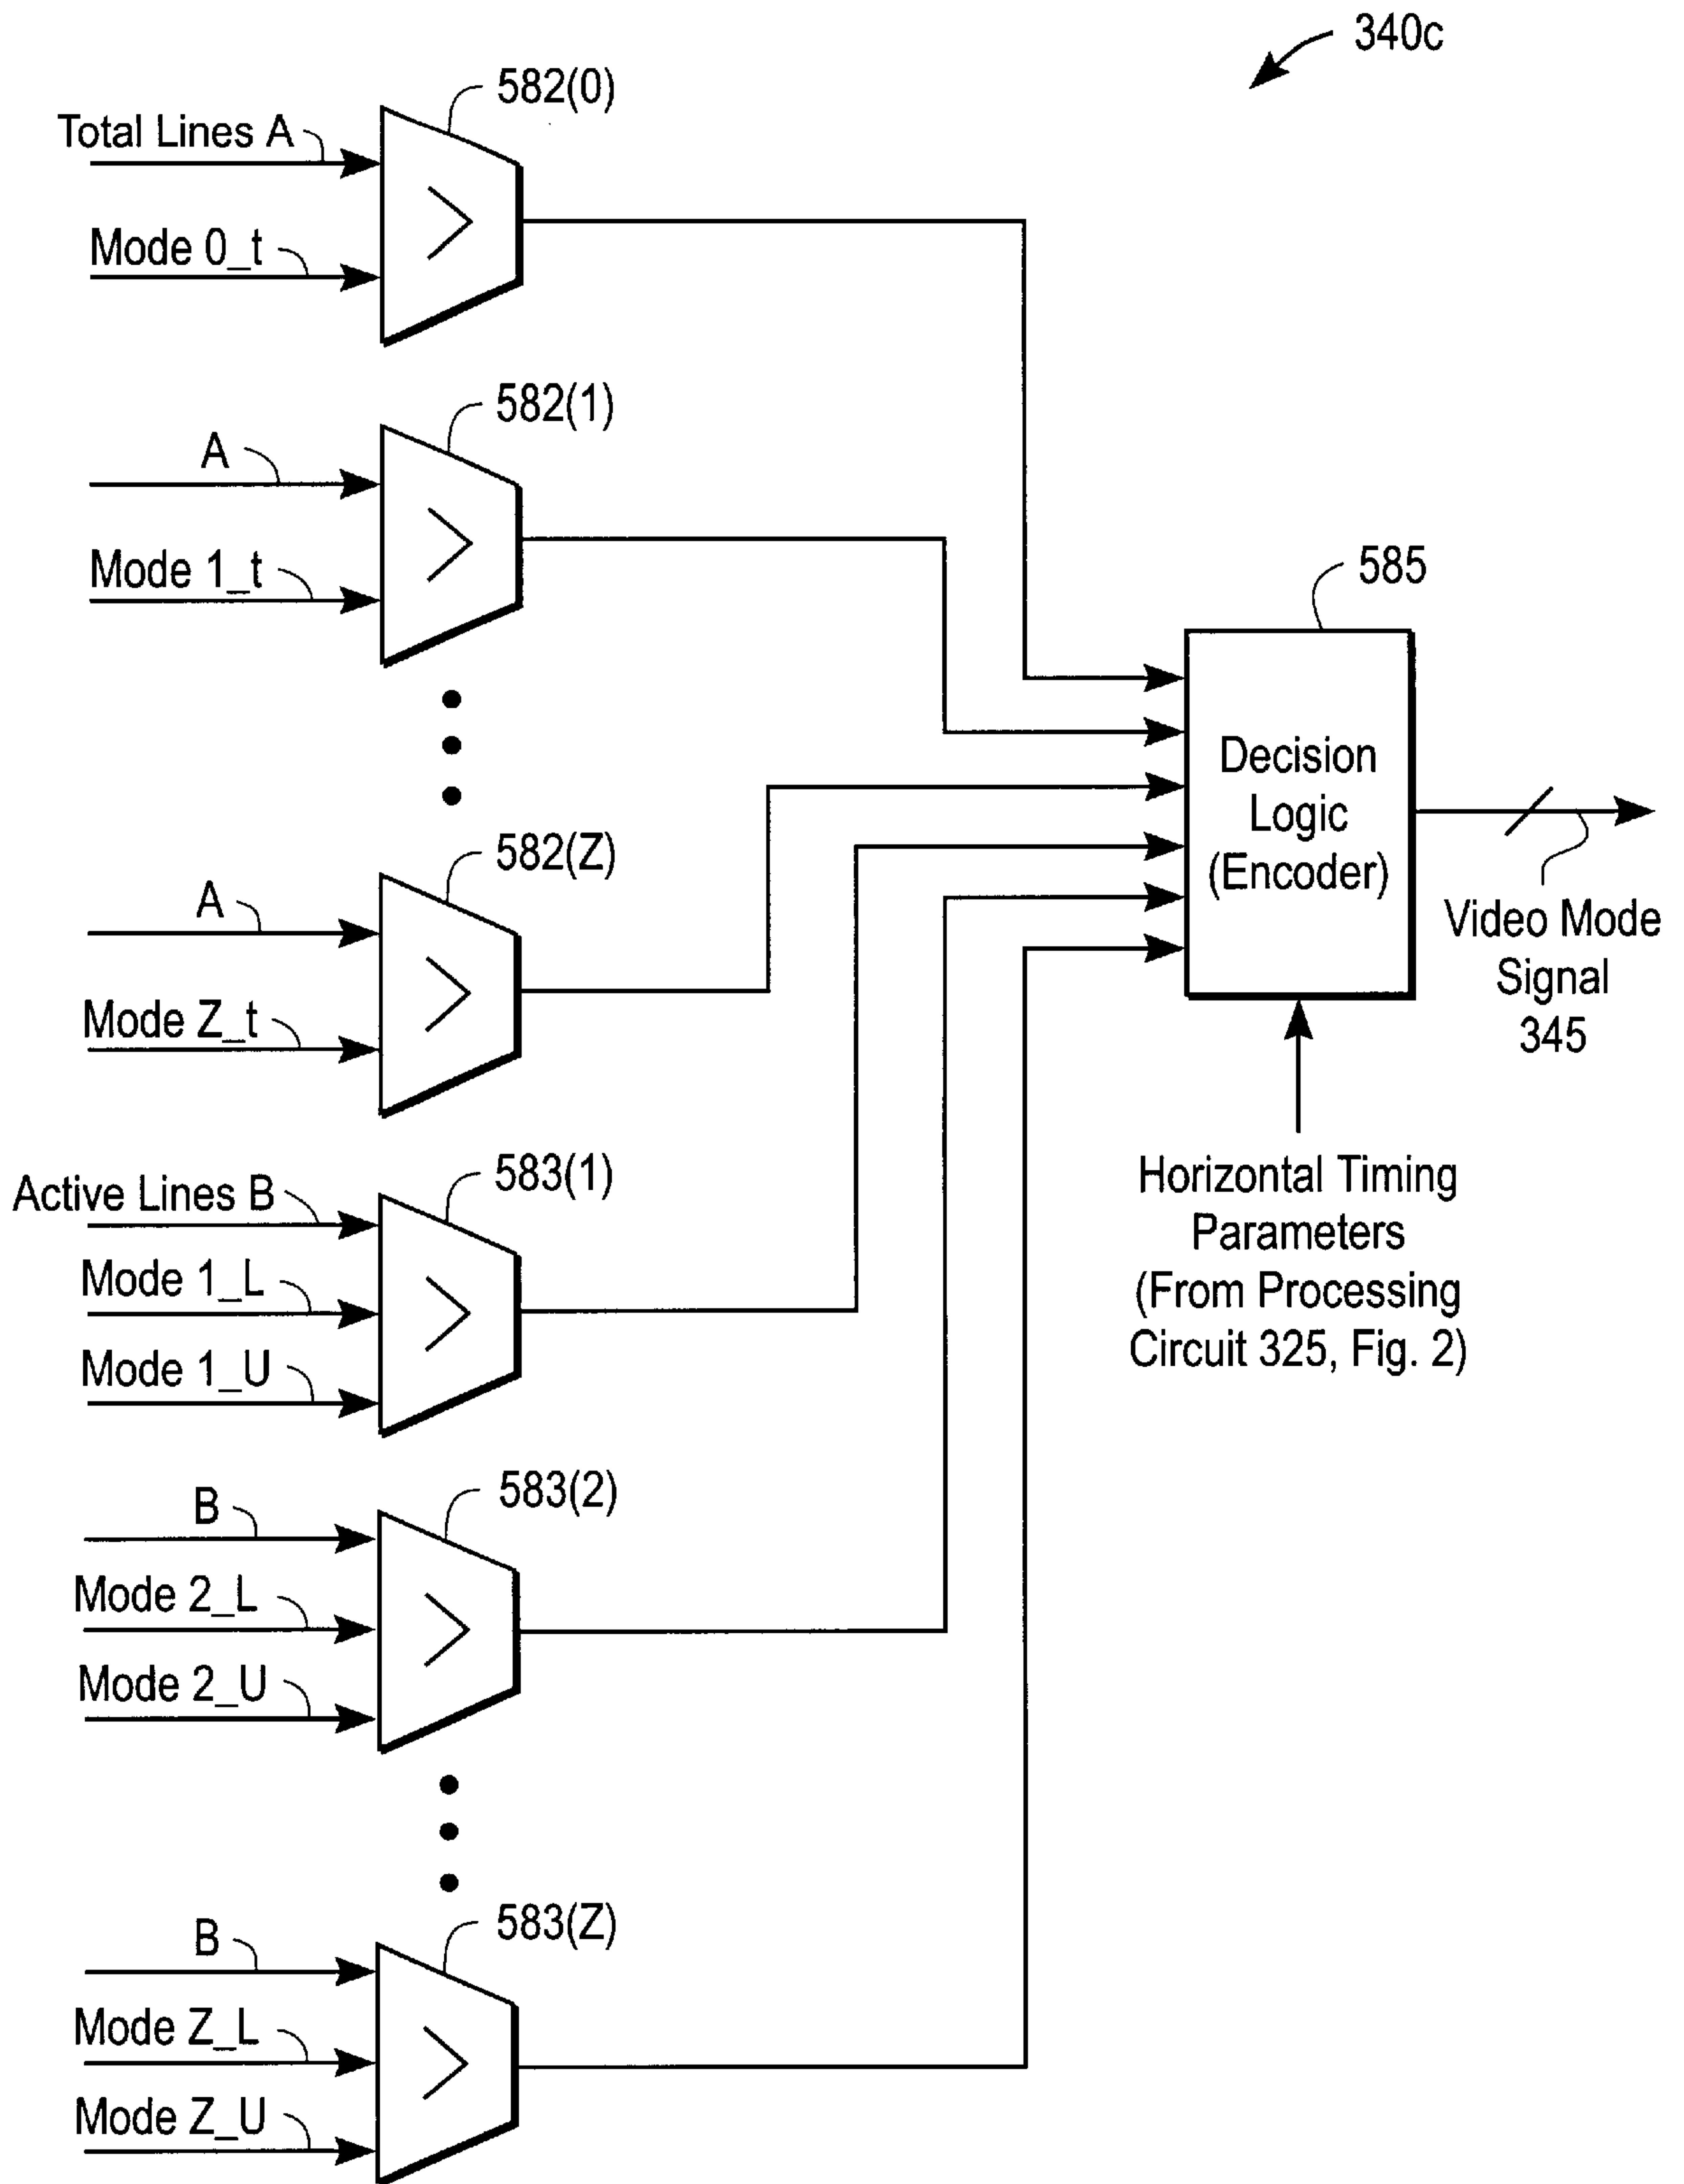 340c
582(0)
Total Lines A
Mode 0_t
>
582(1)
A
Mode 1_t
>
585
Decision
Logic
(Encoder)
Video Mode
Signal
345
582(Z)
A
Mode Z_t
>
Horizontal Timing
Parameters
(From Processing
Circuit 325, Fig. 2)
583(1)
Active Lines B
Mode 1_L
Mode 1_U
>
583(2)
B
Mode 2_L
Mode 2_U
>
583(Z)
B
Mode Z_L
Mode Z_U
>